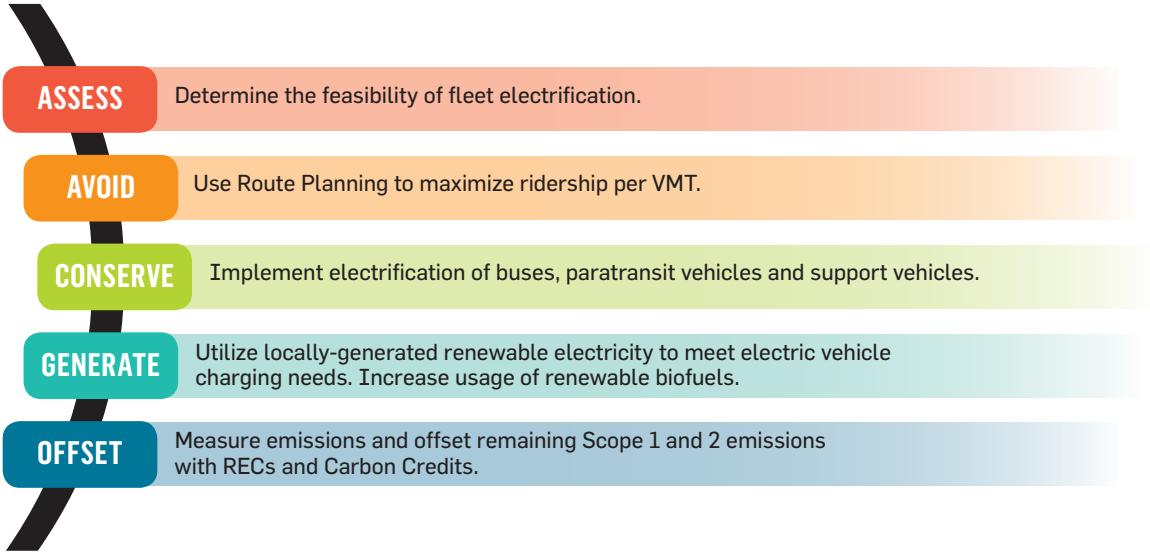 ASSESS
Determine the feasibility of fleet electrification.
AVOID
Use Route Planning to maximize ridership per VMT.
CONSERVE
Implement electrification of buses, paratransit vehicles and support vehicles.
GENERATE
Utilize locally-generated renewable electricity to meet electric vehicle
charging needs. Increase usage of renewable biofuels.
OFFSET
Measure emissions and offset remaining Scope 1 and 2 emissions
with RECs and Carbon Credits.